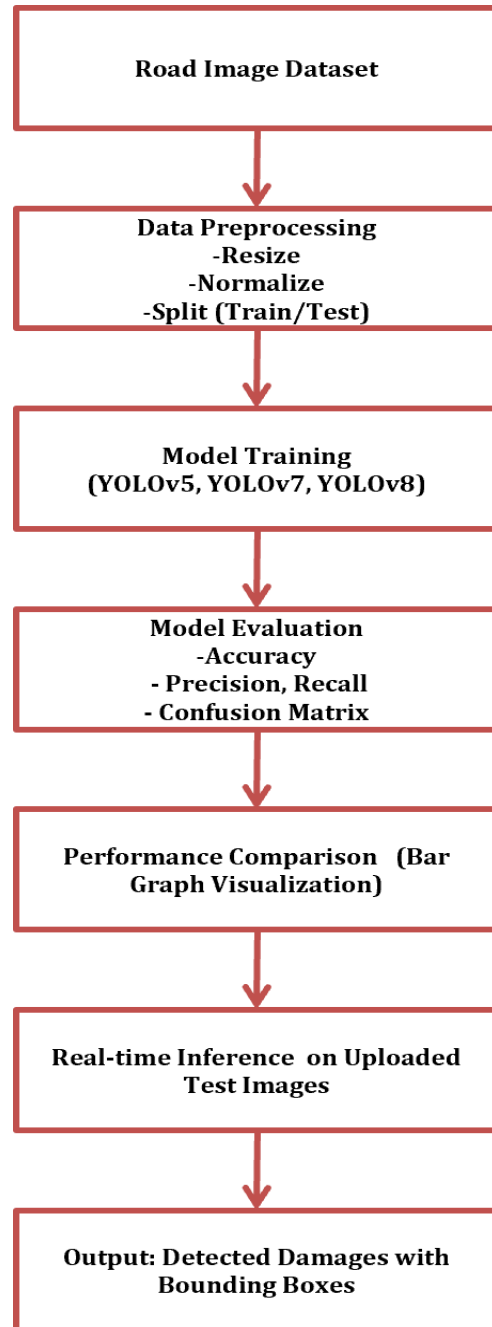 Road Image Dataset
Data Preprocessing
-Resize
-Normalize
-Split (Train/Test)
Model Training
(YOLOv5, YOLOv7, YOLOv8)
Model Evaluation
-Accuracy
- Precision, Recall
- Confusion Matrix
Performance Comparison (Bar
Graph Visualization)
Real-time Inference on Uploaded
Test Images
Output: Detected Damages with
Bounding Boxes